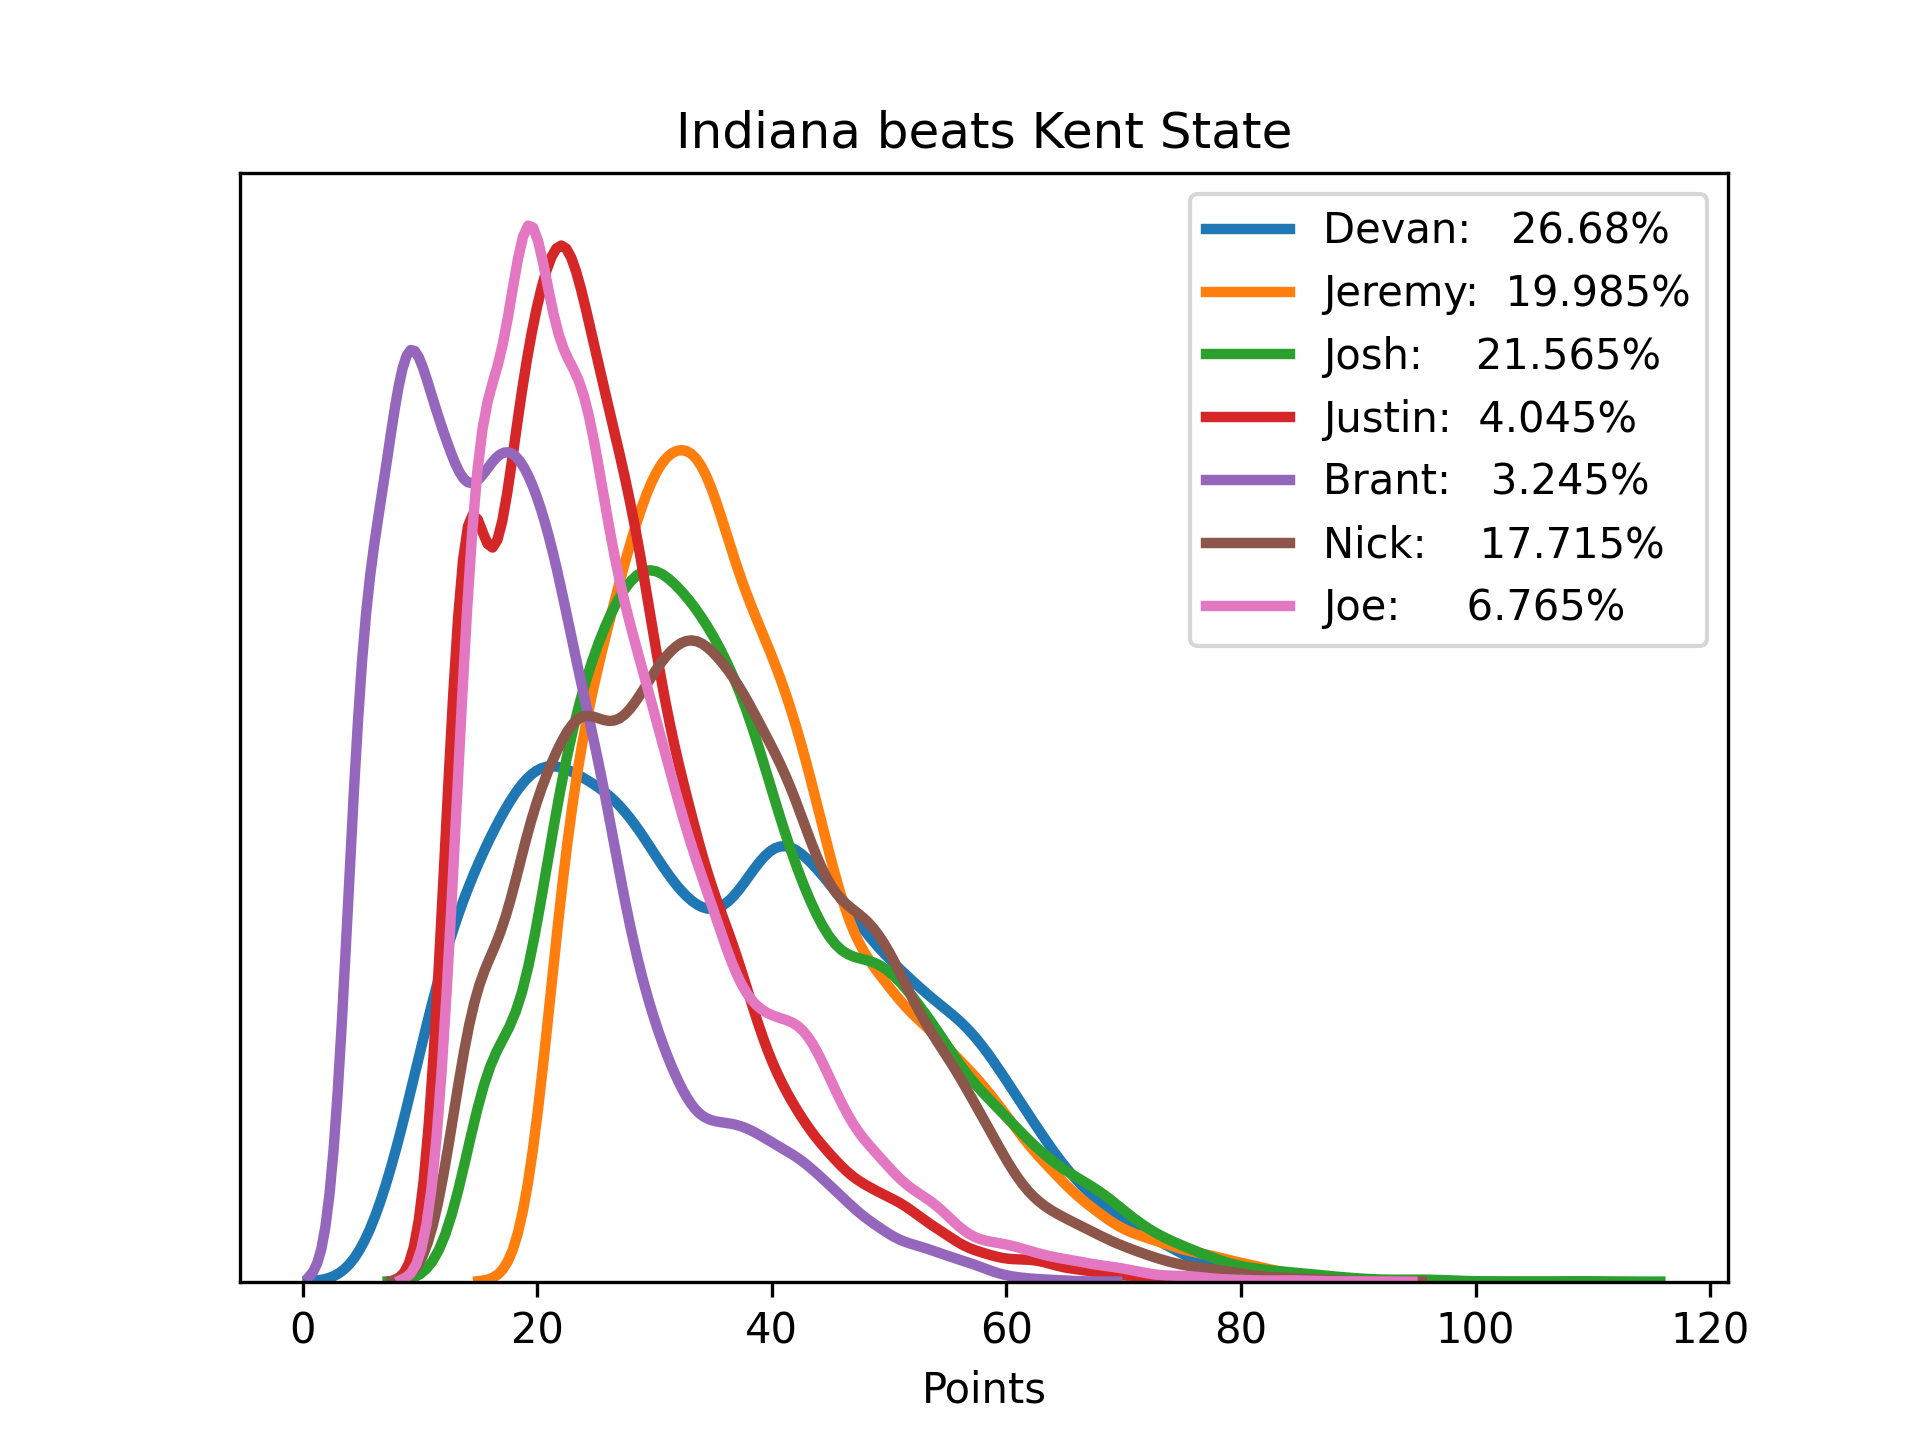 Indiana beats Kent State
Devan: 26.68%
Jeremy: 19.985%
Josh: 21.565%
Justin: 4.045%
Brant: 3.245%
Nick: 17.715%
Joe: 6.765%
0 20 40 60 80 100 120
Points